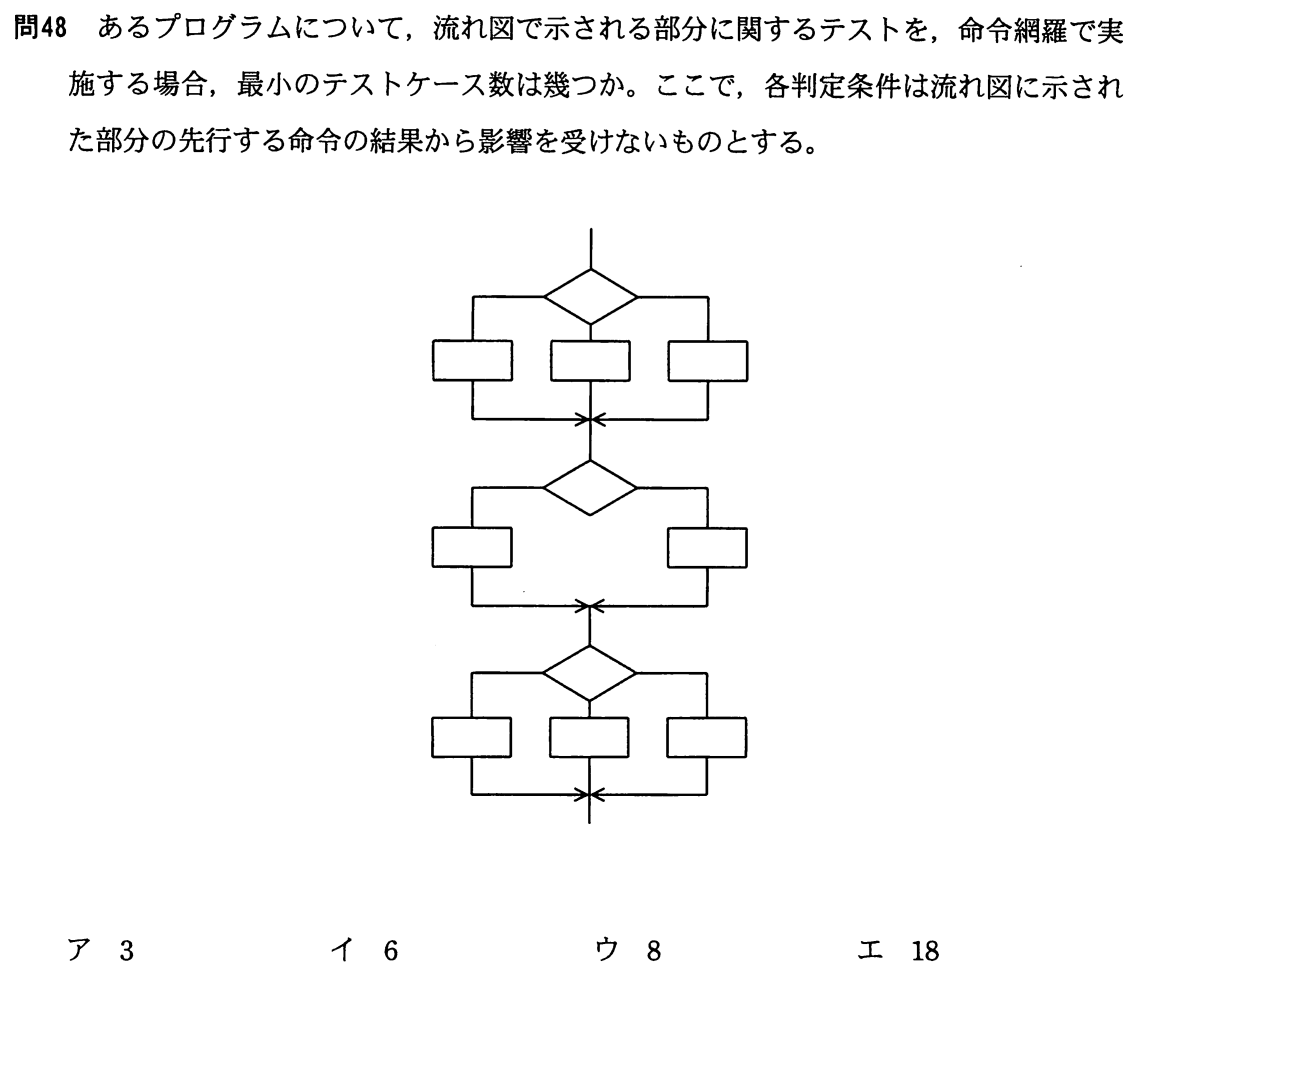 問48 あるプログラムについて，流れ図で示される部分に関するテストを，命令網羅で実
施する場合，最小のテストケース数は幾つか。ここで，各判定条件は流れ図に示され
た部分の先行する命令の結果から影響を受けないものとする。
ア 3 イ 6 ウ 8 エ 18